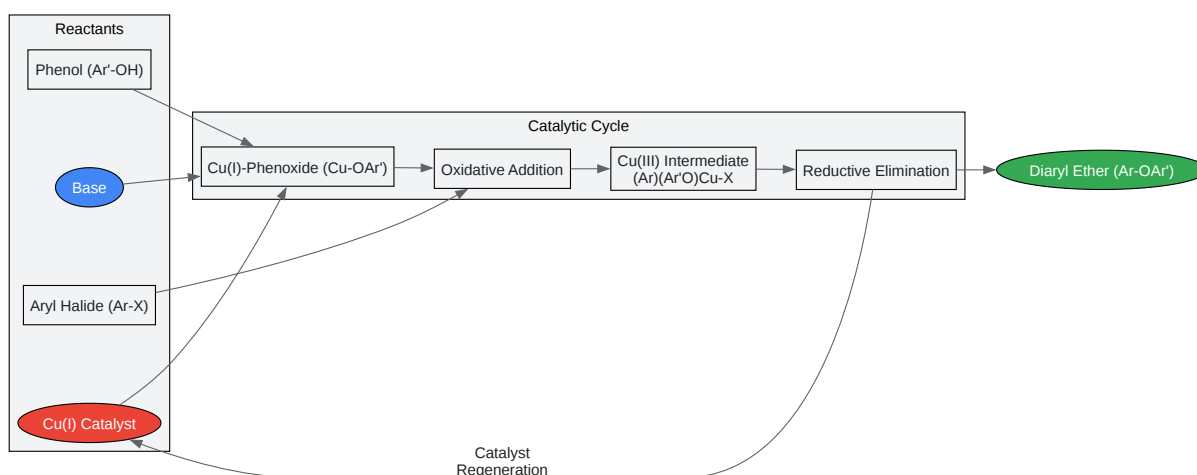 Reactants
Phenol (Ar'-OH)
Base
Aryl Halide (Ar-X)
Cu(I) Catalyst
Catalytic Cycle
Cu(I)-Phenoxide (Cu-OAr')
Oxidative Addition
Cu(III) Intermediate
(Ar)(Ar'O)Cu-X
Reductive Elimination
Diaryl Ether (Ar-OAr')
Catalyst
Regeneration